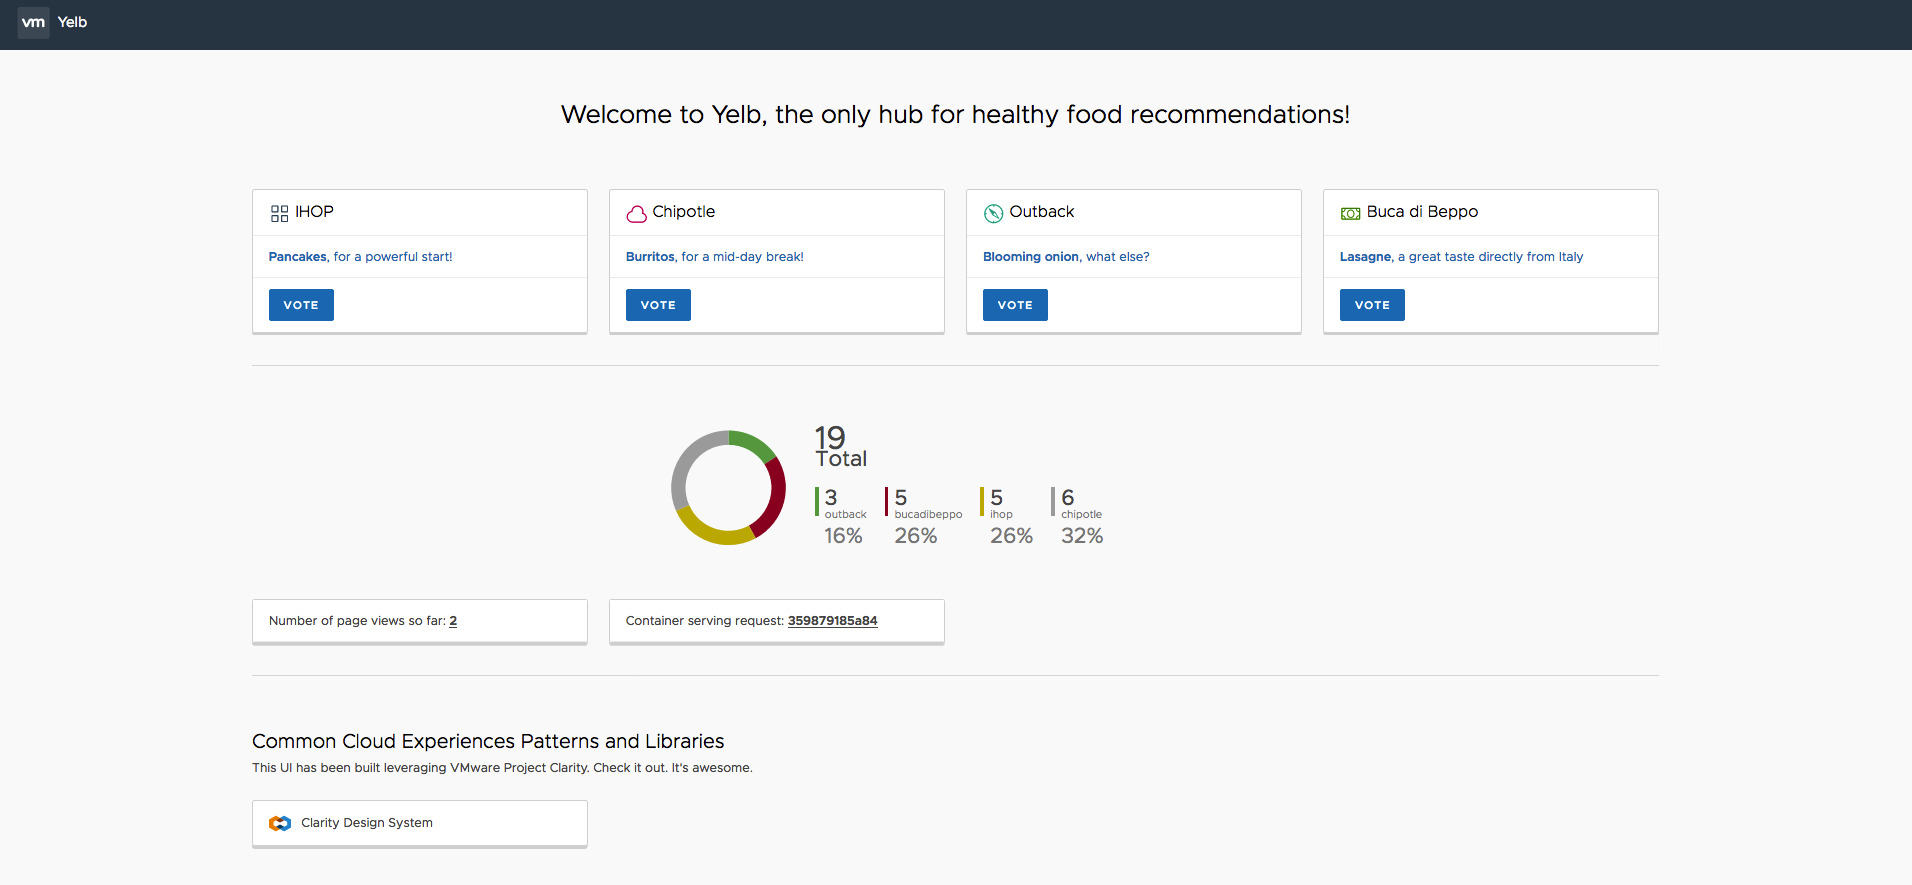 vm Yelb
Welcome to Yelb, the only hub for healthy food recommendations!
IHOP
Pancakes, for a powerful start!
VOTE
Chipotle
Burritos, for a mid-day break!
VOTE
Outback
Blooming onion, what else?
VOTE
Buca di Beppo
Lasagne, a great taste directly from Italy
VOTE
19
Total
3
outback
16%
5
bucadibeppo
26%
5
ihop
26%
6
chipotle
32%
Number of page views so far: 2
Container serving request: 359879185a84
Common Cloud Experiences Patterns and Libraries
This UI has been built leveraging VMware Project Clarity. Check it out. It's awesome.
Clarity Design System